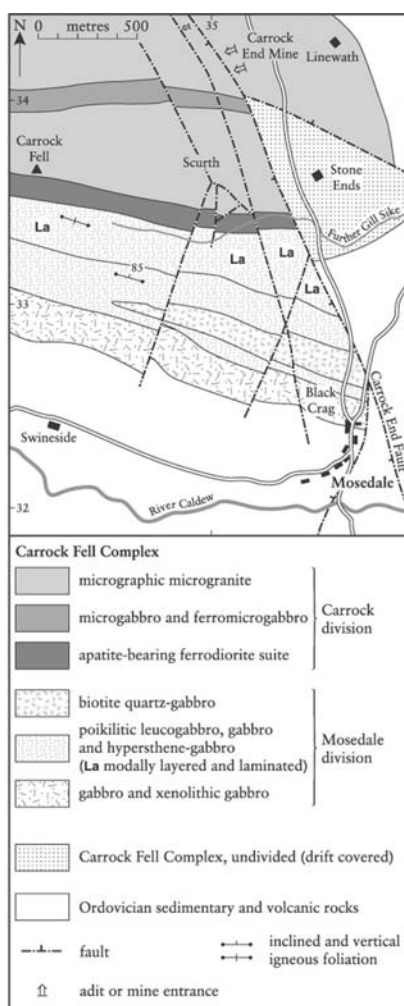 N
0 metres 500
35
Carrock
End Mine
Linewath
34
Carrock
Fell
Scurth
Stone
Ends
Further Gill Sike
La
La
La
La
85
33
Black
Crag
Carrock End Fault
Swineside
Mosedale
River Caldew
32
Carrock Fell Complex
micrographic microgranite
microgabbro and ferromicrogabbro
apatite-bearing ferrodiorite suite
Carrock
division
biotite quartz-gabbro
poikilitic leucogabbro, gabbro
and hypersthene-gabbro
(La modally layered and laminated)
gabbro and xenolithic gabbro
Mosedale
division
Carrock Fell Complex, undivided (drift covered)
Ordovician sedimentary and volcanic rocks
fault
inclined and vertical
igneous foliation
adit or mine entrance